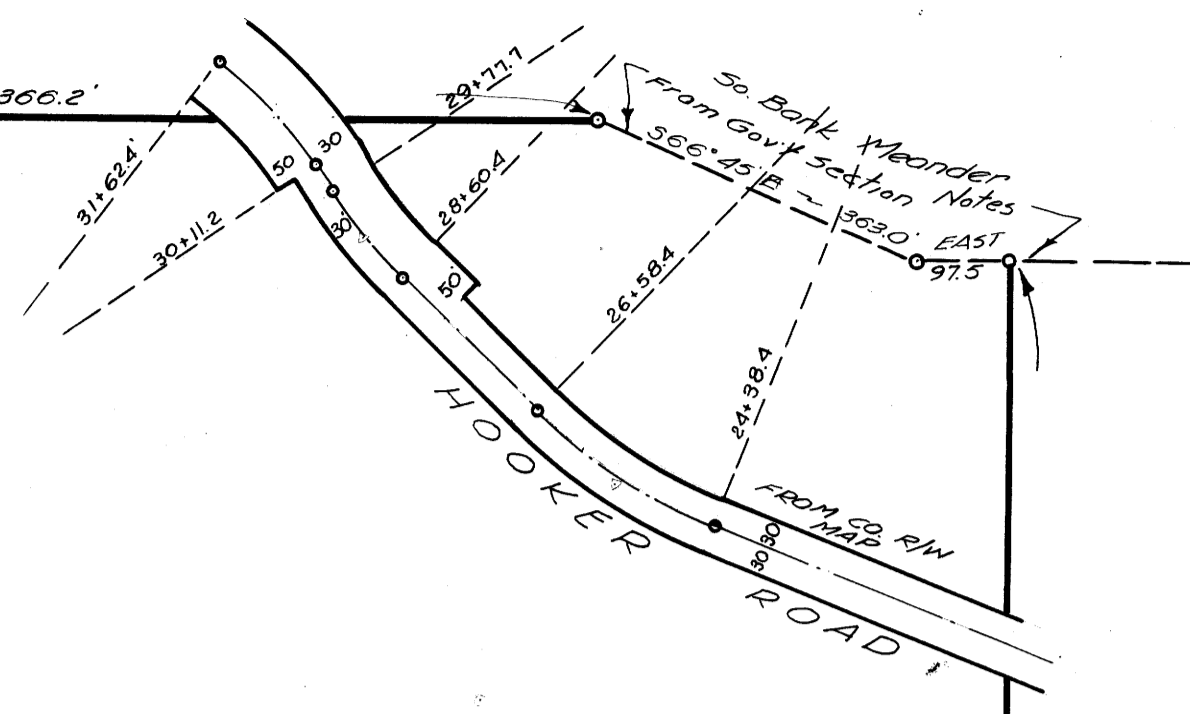 366.2'
29+77.7
So. Bank Meander
From Gov't Section Notes
S66°45'E ~ 363.0'
EAST
97.5
31+62.4'
50
30
30+11.2
30'
28+60.4
50'
26+58.4
24+38.4
HOOKER ROAD
FROM CO. R/W
MAP
30
30